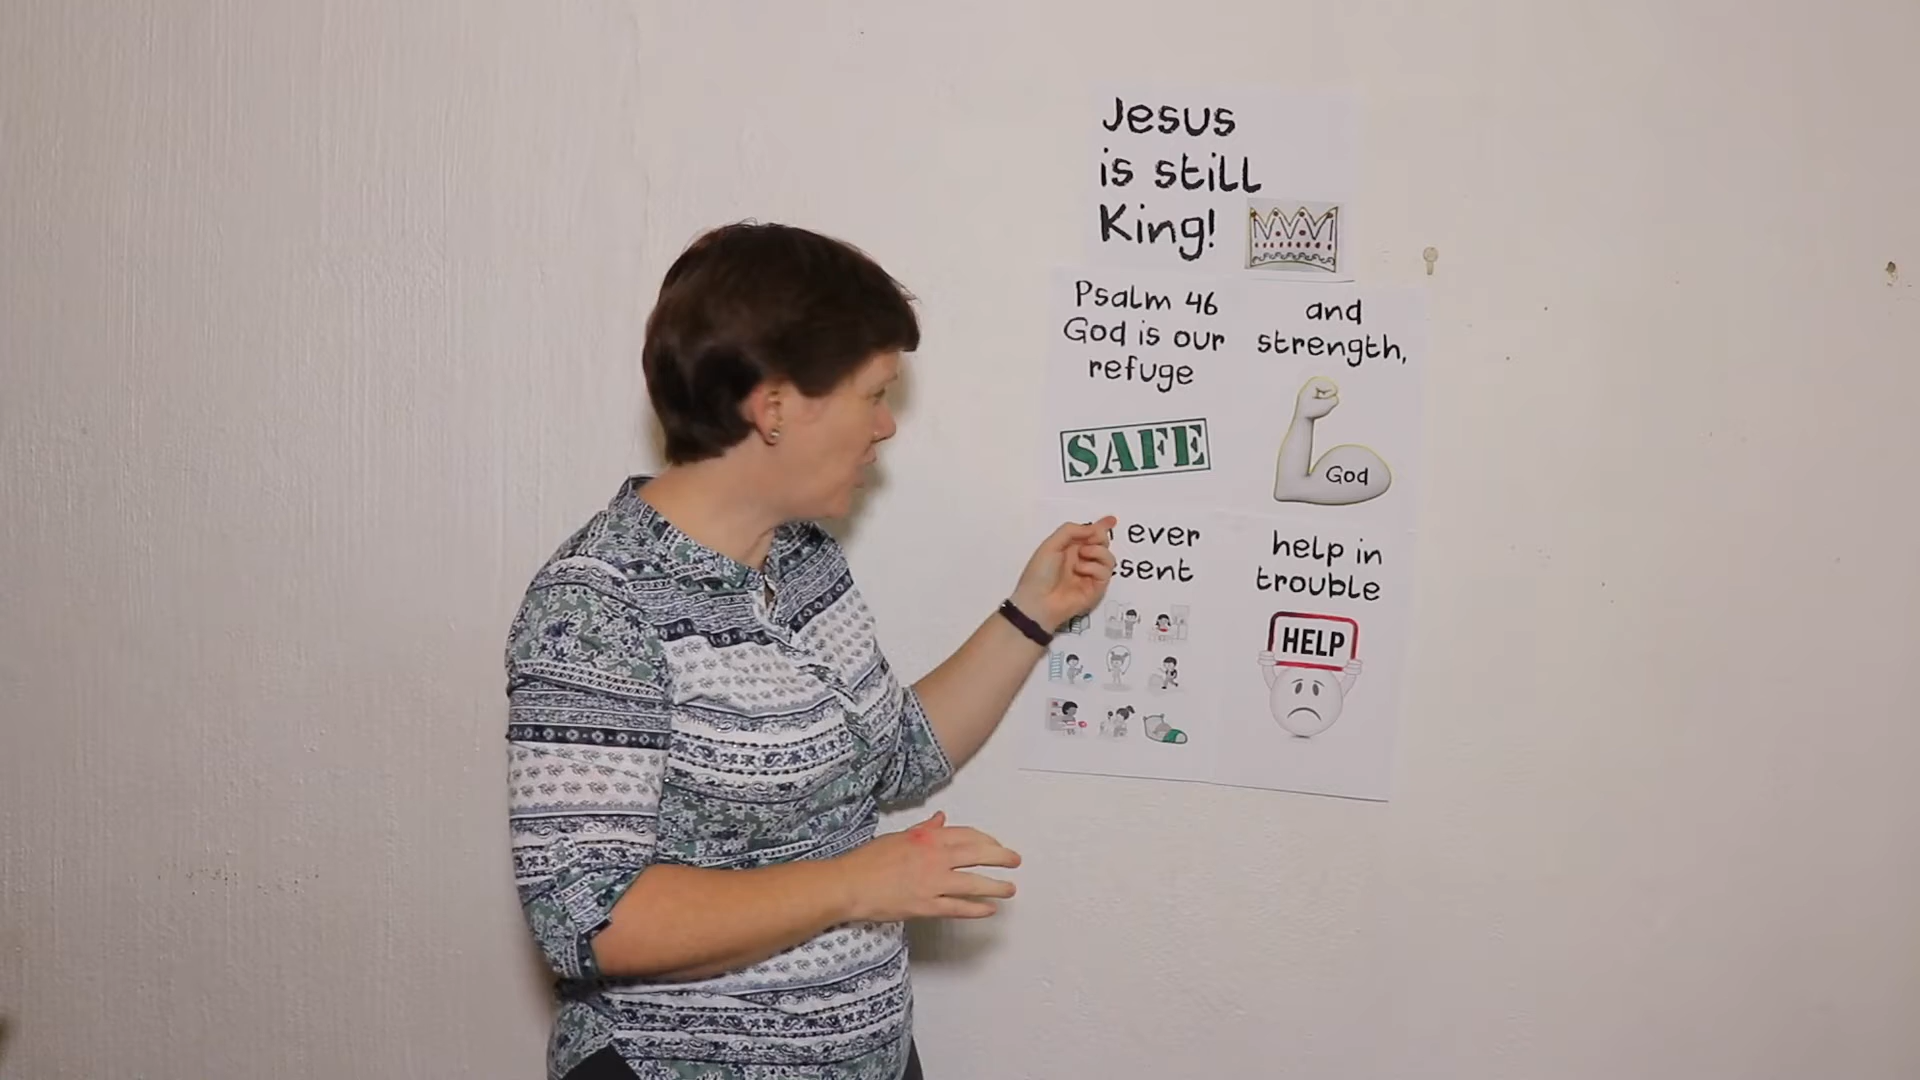 Jesus
is still
King!
Psalm 46
God is our
refuge
SAFE
and
strength,
God
ever
help in
trouble
HELP